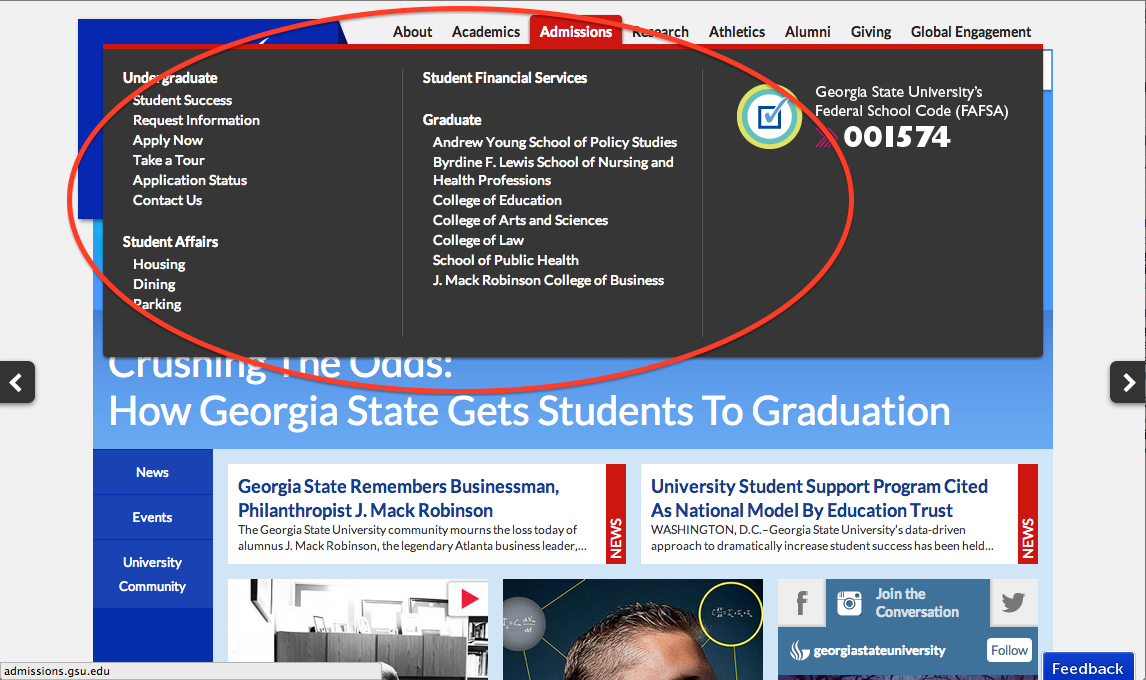 About Academics Admissions Research Athletics Alumni Giving Global Engagement
Undergraduate
Student Success
Request Information
Apply Now
Take a Tour
Application Status
Contact Us
Student Affairs
Housing
Dining
Parking
Student Financial Services
Graduate
Andrew Young School of Policy Studies
Byrdine F. Lewis School of Nursing and
Health Professions
College of Education
College of Arts and Sciences
College of Law
School of Public Health
J. Mack Robinson College of Business
Georgia State University's
Federal School Code (FAFSA)
001574
Crushing The Odds:
How Georgia State Gets Students To Graduation
News
Events
University
Community
Georgia State Remembers Businessman,
Philanthropist J. Mack Robinson
The Georgia State University community mourns the loss today of
alumnus J. Mack Robinson, the legendary Atlanta business leader,...
NEWS
University Student Support Program Cited
As National Model By Education Trust
WASHINGTON, D.C.–Georgia State University's data-driven
approach to dramatically increase student success has been held...
NEWS
Join the
Conversation
georgiastateuniversity
Follow
admissions.gsu.edu
Feedback